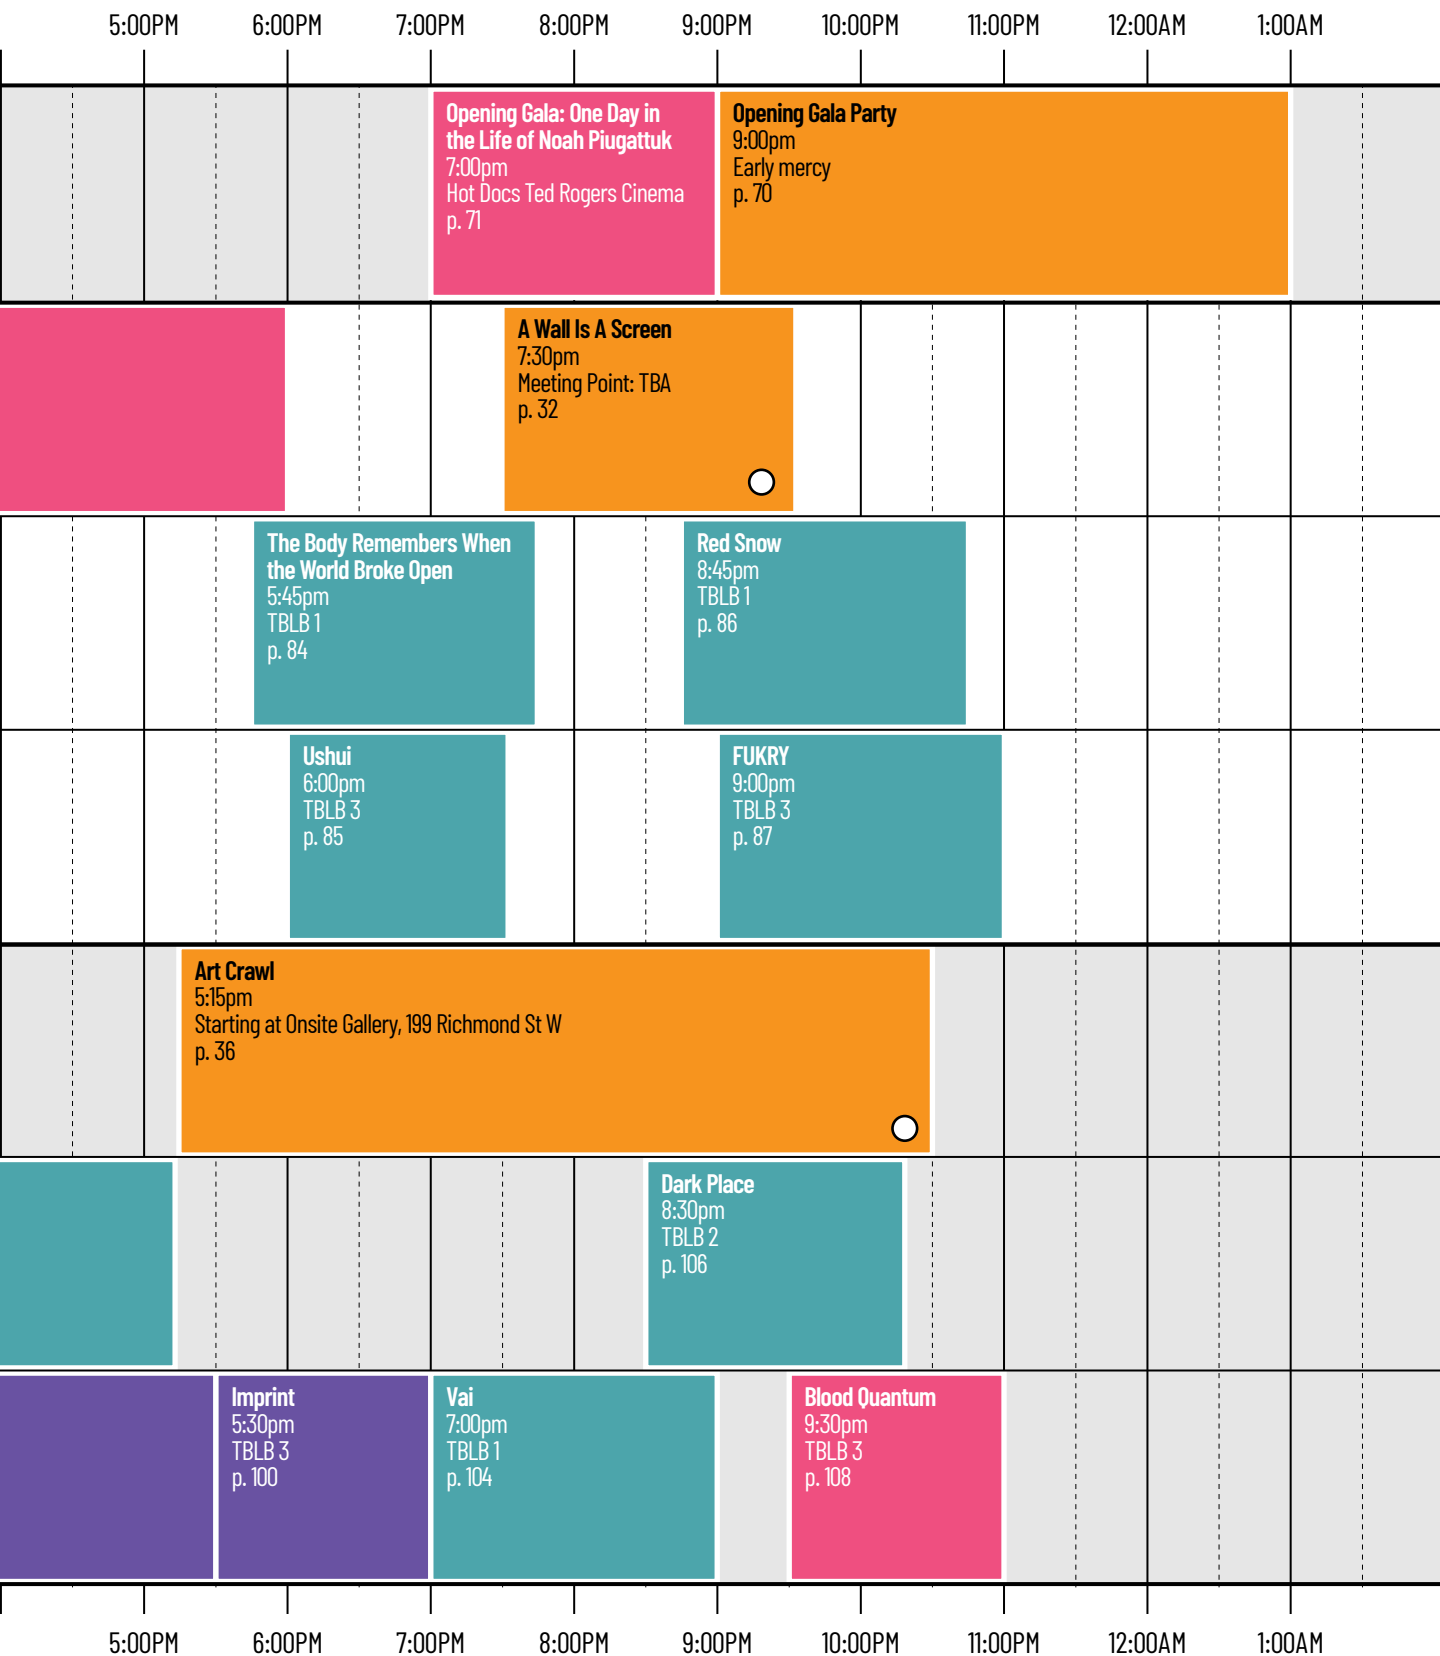 5:00PM 6:00PM 7:00PM 8:00PM 9:00PM 10:00PM 11:00PM 12:00AM 1:00AM
Opening Gala: One Day in
the Life of Noah Piugattuk
7:00pm
Hot Docs Ted Rogers Cinema
p. 71
Opening Gala Party
9:00pm
Early mercy
p. 70
A Wall Is A Screen
7:30pm
Meeting Point: TBA
p. 32
The Body Remembers When
the World Broke Open
5:45pm
TBLB 1
p. 84
Red Snow
8:45pm
TBLB 1
p. 86
Ushui
6:00pm
TBLB 3
p. 85
FUKRY
9:00pm
TBLB 3
p. 87
Art Crawl
5:15pm
Starting at Onsite Gallery, 199 Richmond St W
p. 36
Dark Place
8:30pm
TBLB 2
p. 106
Imprint
5:30pm
TBLB 3
p. 100
Vai
7:00pm
TBLB 1
p. 104
Blood Quantum
9:30pm
TBLB 3
p. 108
5:00PM 6:00PM 7:00PM 8:00PM 9:00PM 10:00PM 11:00PM 12:00AM 1:00AM